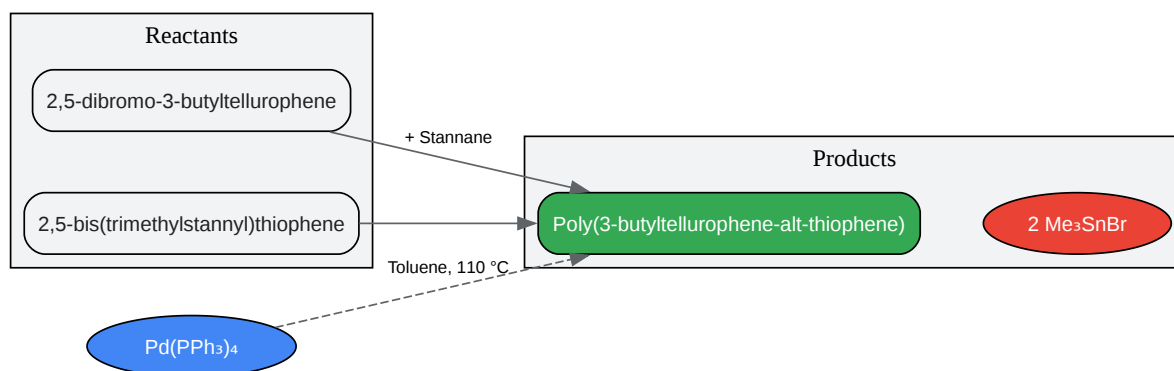 Reactants
2,5-dibromo-3-butyltellurophene
+ Stannane
Products
2,5-bis(trimethylstannyl)thiophene
Poly(3-butyltellurophene-alt-thiophene)
2 Me₃SnBr
Toluene, 110 °C
Pd(PPh₃)₄